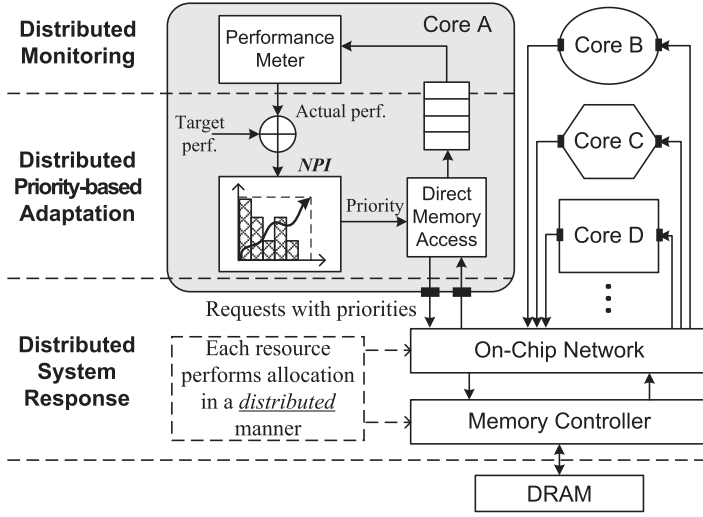 Distributed
Monitoring
Core A
Performance
Meter
Core B
Target
perf.
Actual perf.
Distributed
Priority-based
Adaptation
NPI
Priority
Direct
Memory
Access
Core C
Core D
Requests with priorities
Distributed
System
Response
Each resource
performs allocation
in a distributed
manner
On-Chip Network
Memory Controller
DRAM